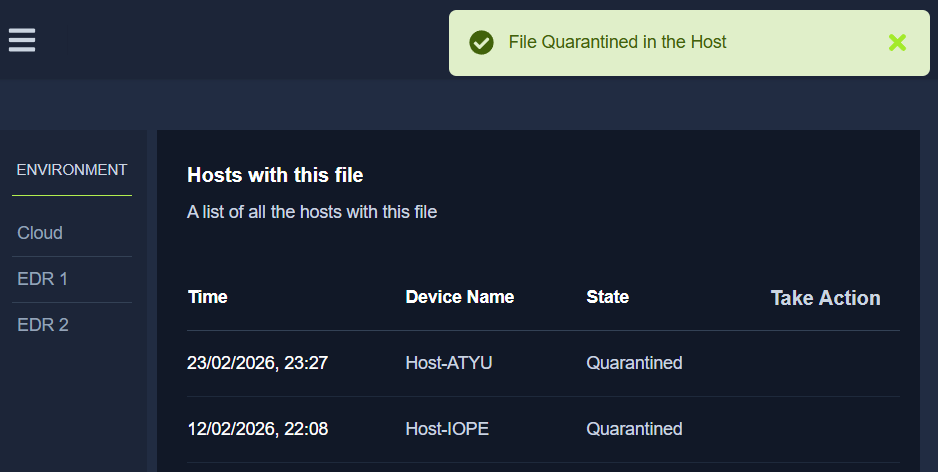 File Quarantined in the Host
ENVIRONMENT
Cloud
EDR 1
EDR 2
Hosts with this file
A list of all the hosts with this file
Time Device Name State Take Action
23/02/2026, 23:27 Host-ATYU Quarantined
12/02/2026, 22:08 Host-IOPE Quarantined